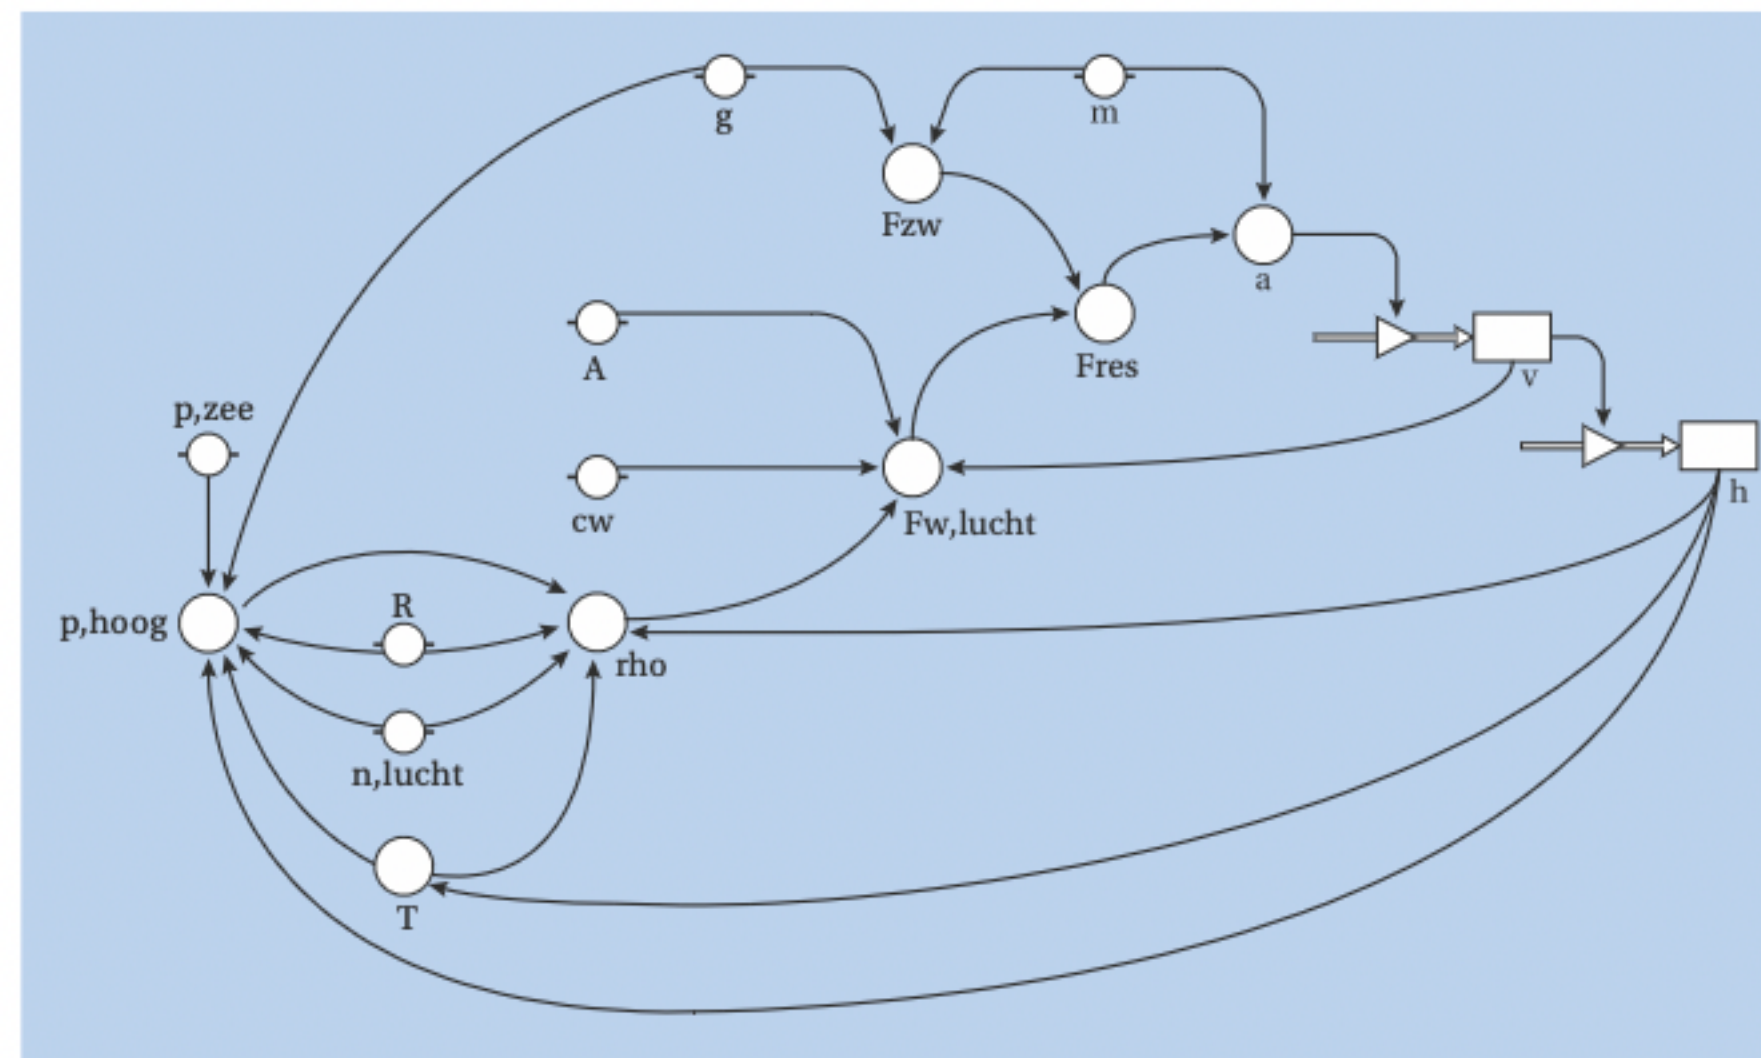 g
m
Fzw
a
A
Fres
v
p,zee
h
cw
Fw,lucht
R
p,hoog
rho
n,lucht
T